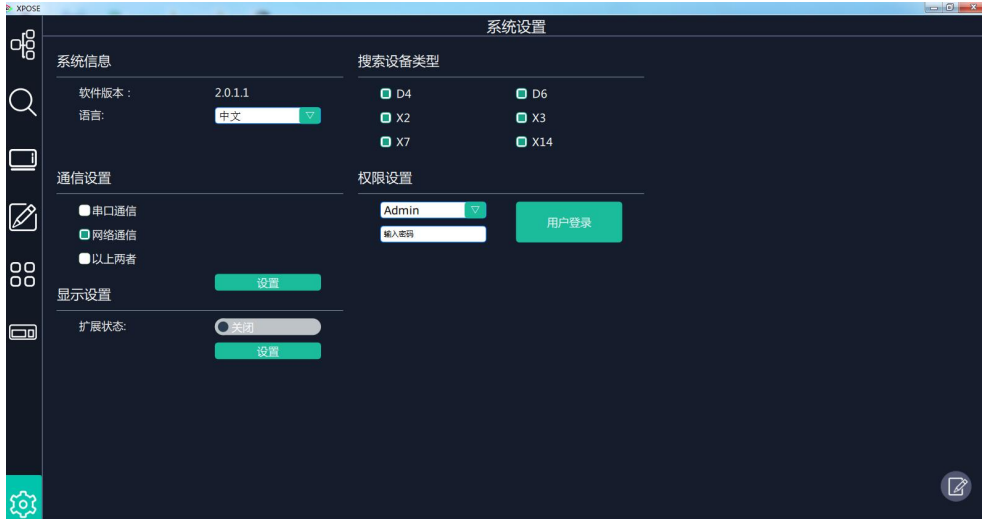 XPOSE
系统设置
系统信息
软件版本： 2.0.1.1
语言: 中文
搜索设备类型
D4 D6
X2 X3
X7 X14
通信设置
串口通信
网络通信
以上两者
设置
权限设置
Admin
输入密码
用户登录
显示设置
扩展状态: 关闭
设置